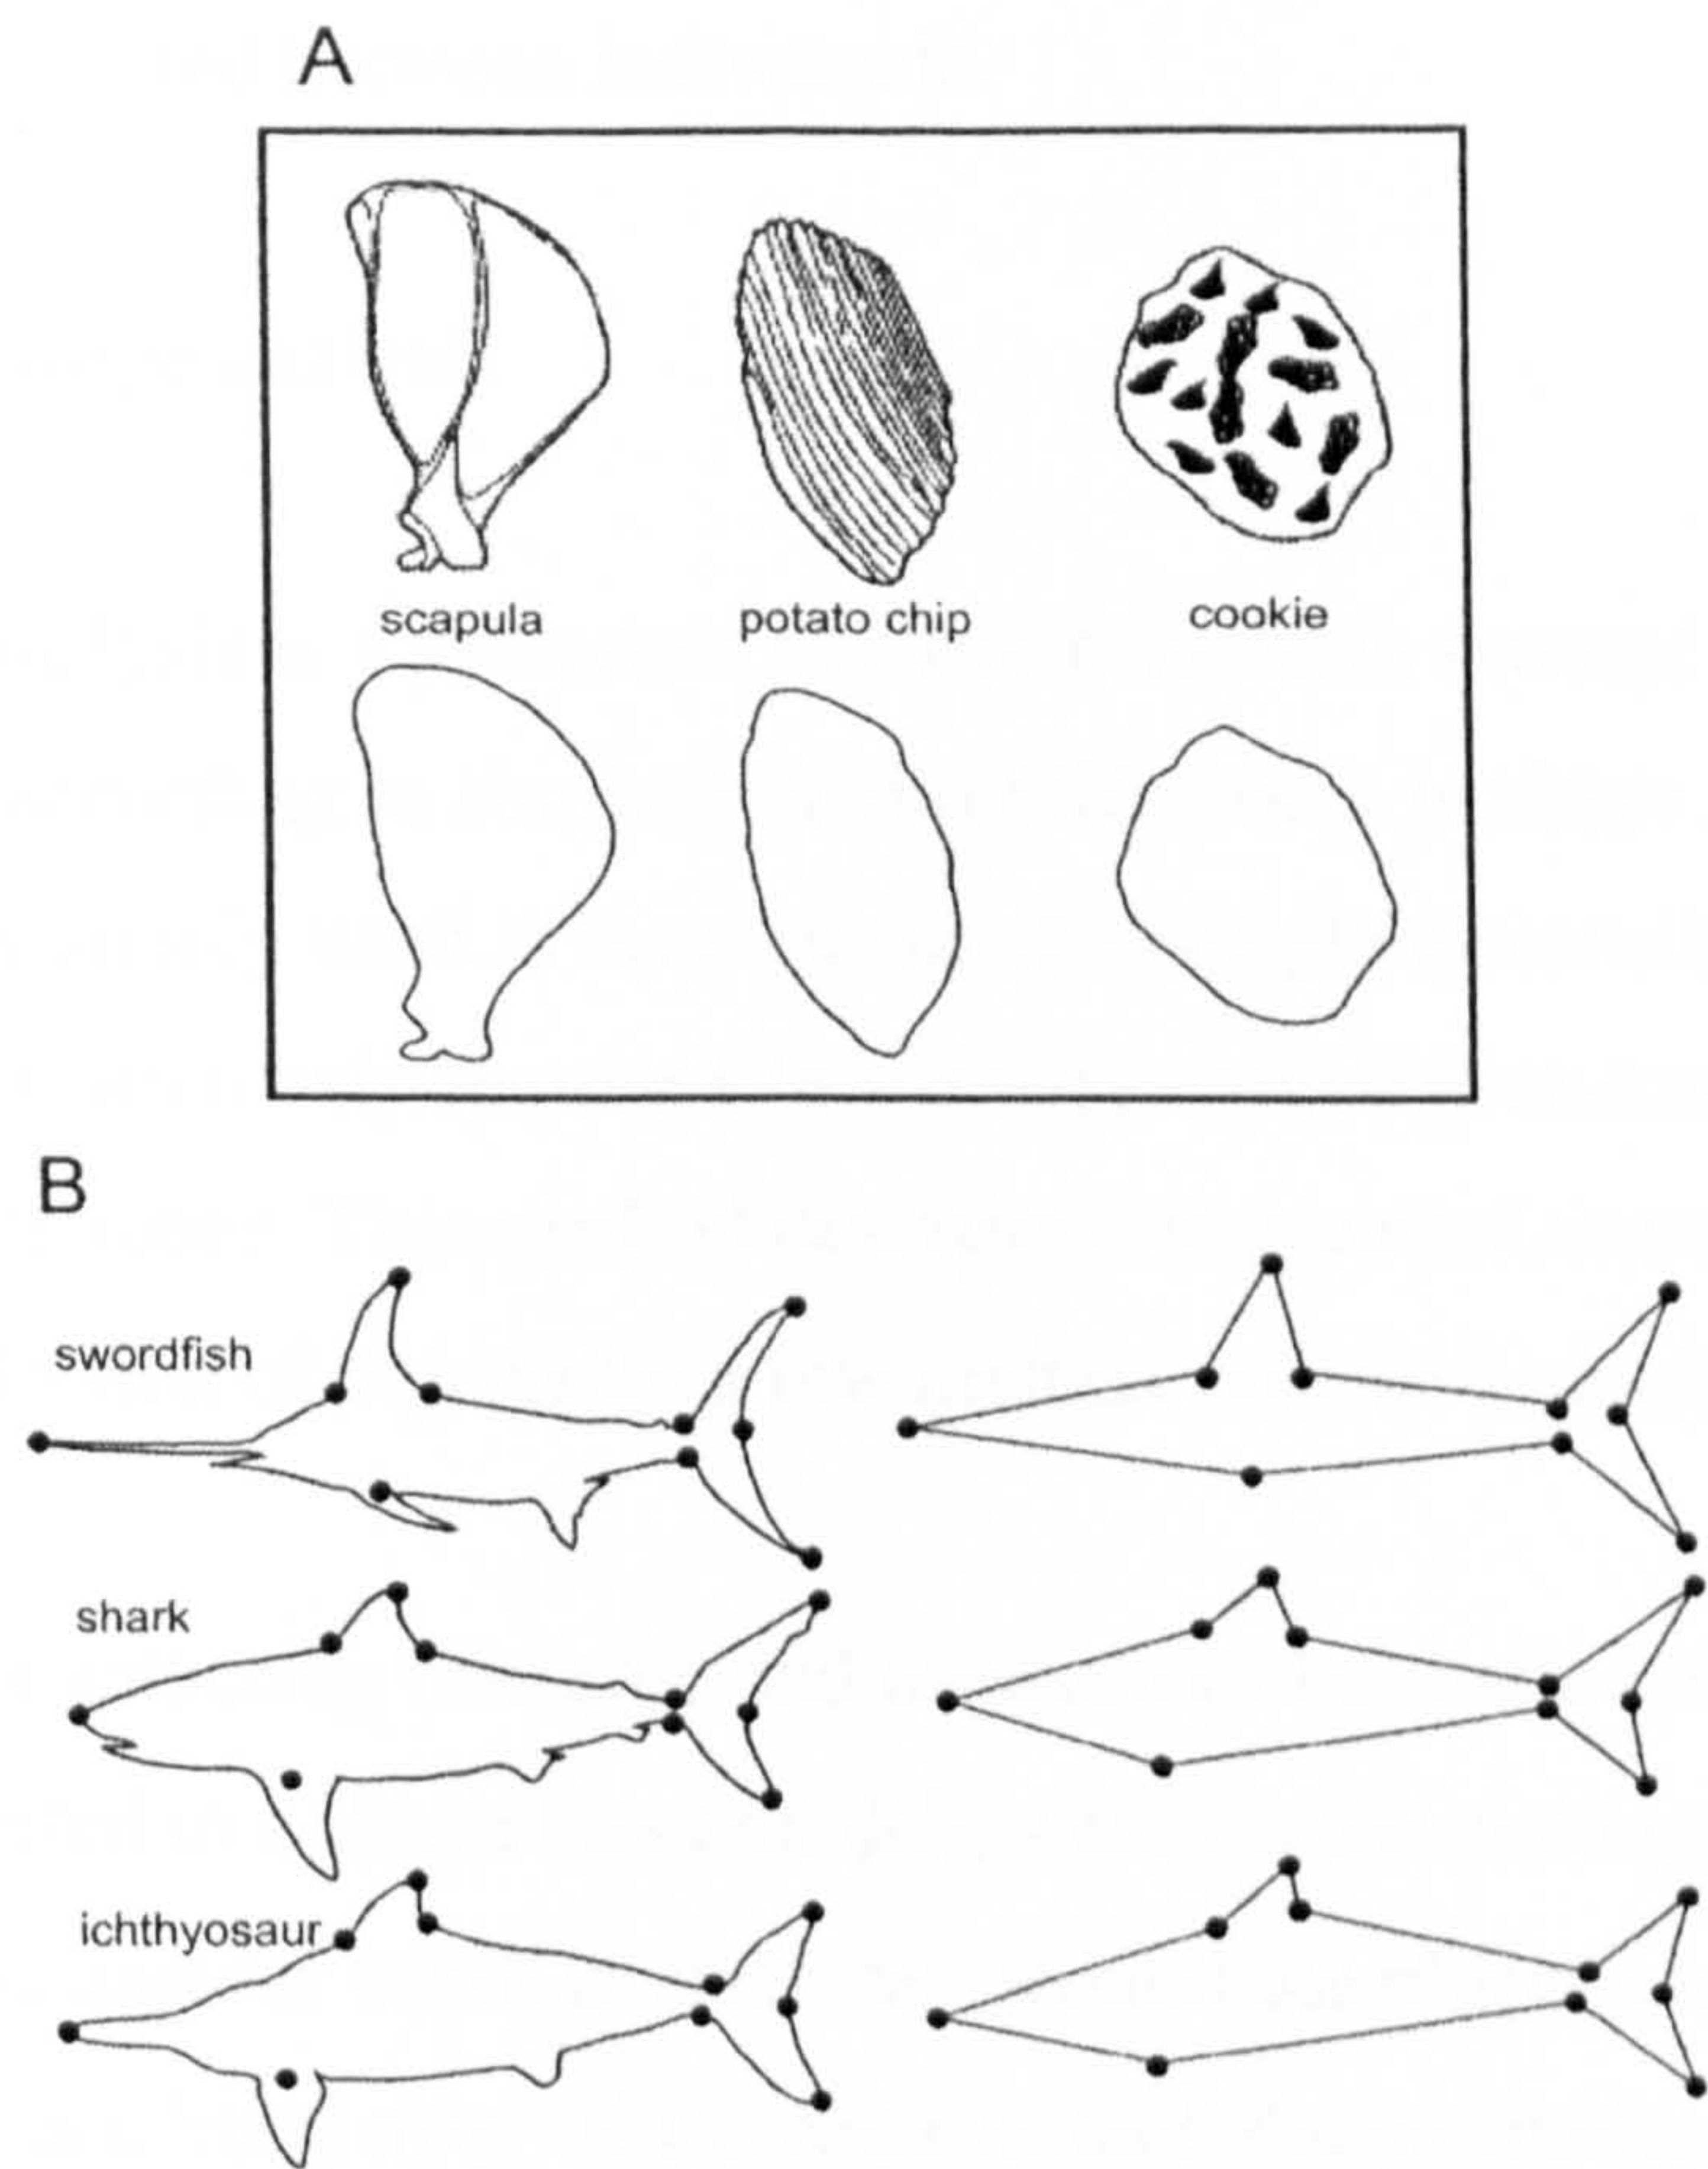 A
scapula
potato chip
cookie
B
swordfish
shark
ichthyosaur